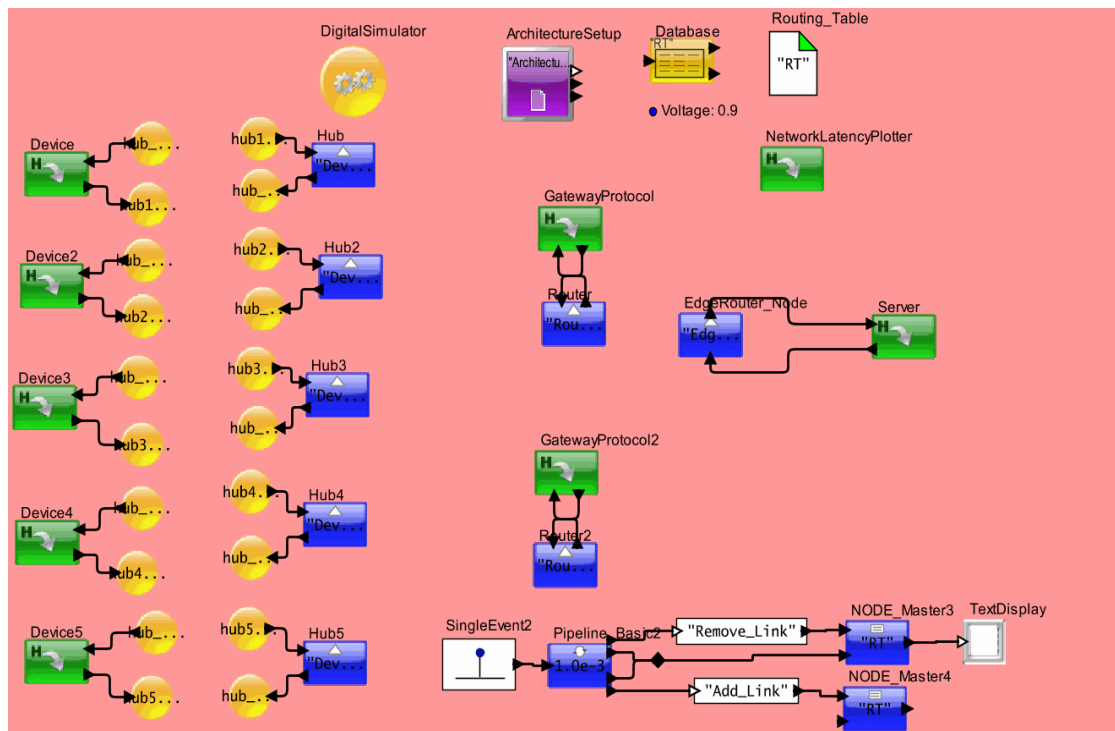 DigitalSimulator
ArchitectureSetup
"Architectu...
Database
"RT"
Routing_Table
"RT"
Voltage: 0.9
NetworkLatencyPlotter
Device
H
hub_...
hub1...
hub1...
Hub
"Dev...
hub_...
Device2
H
hub_...
hub2...
hub2...
Hub2
"Dev...
hub_...
Device3
H
hub_...
hub3...
hub3...
Hub3
"Dev...
hub_...
Device4
H
hub_...
hub4...
hub4...
Hub4
"Dev...
hub_...
Device5
H
hub_...
hub5...
hub5...
Hub5
"Dev...
hub_...
GatewayProtocol
H
Router
"Rou...
EdgeRouter_Node
"Edg...
Server
H
GatewayProtocol2
H
Router2
"Rou...
SingleEvent2
Pipeline_Basic2
1.0e-3
"Remove_Link"
"Add_Link"
NODE_Master3
"RT"
TextDisplay
NODE_Master4
"RT"
H